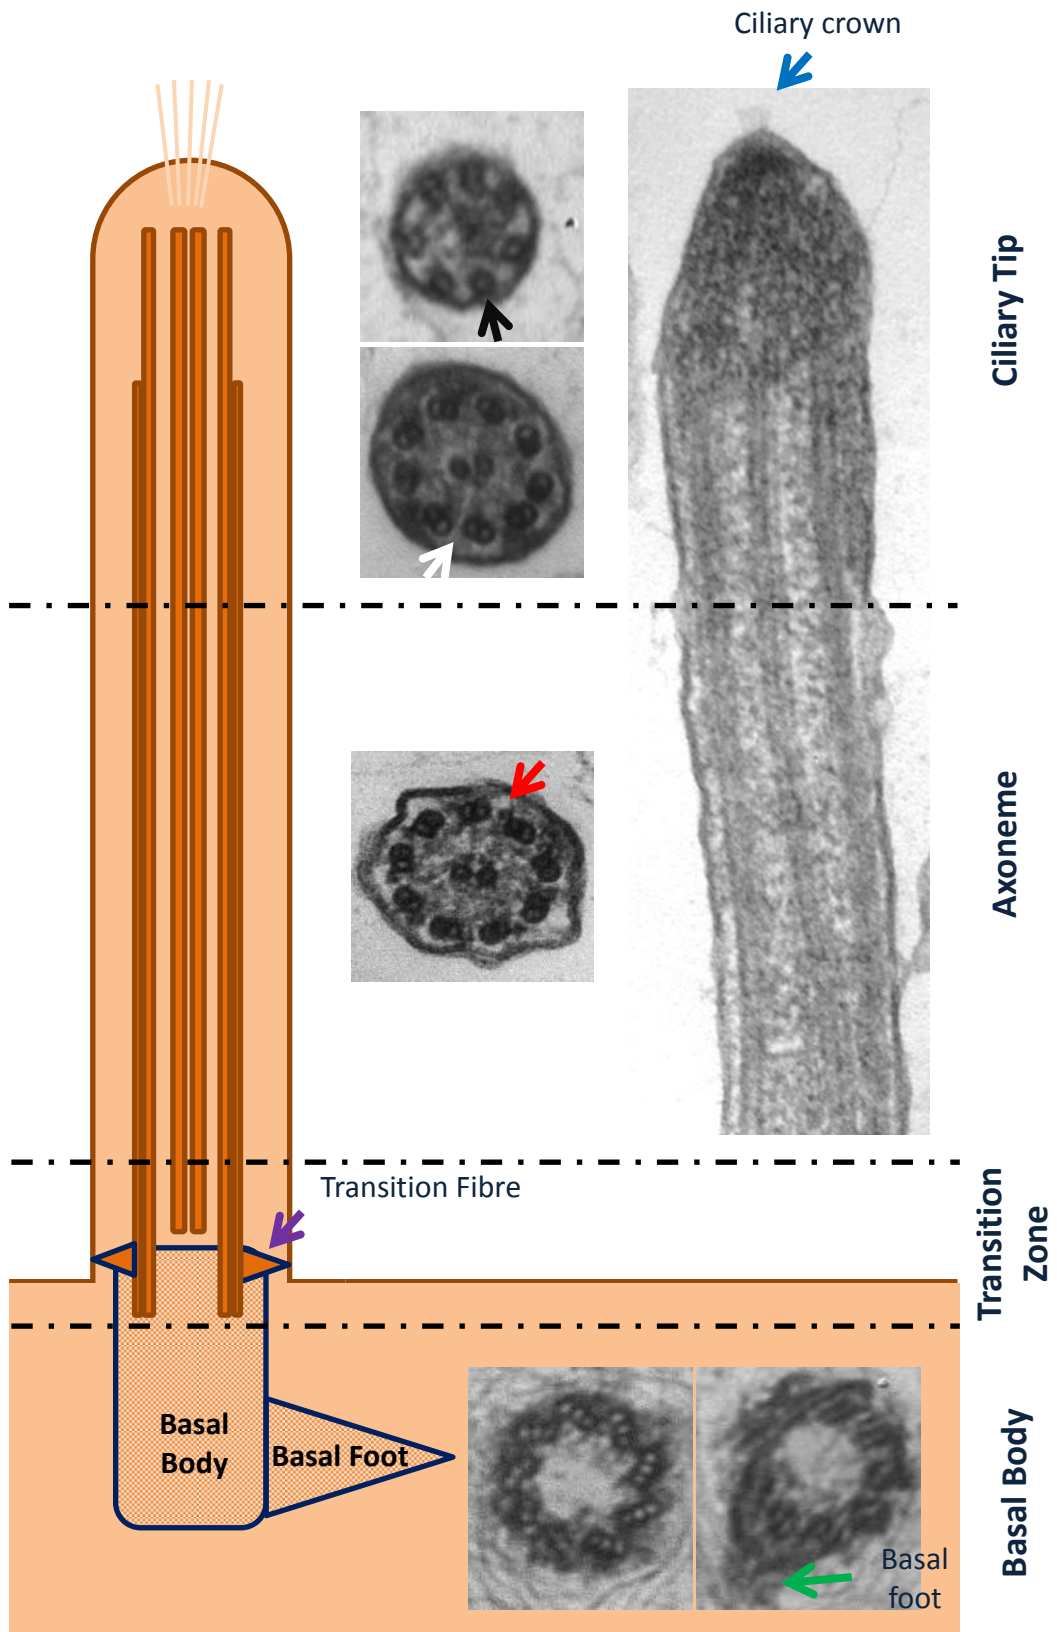 Ciliary crown
Ciliary Tip
Axoneme
Transition Fibre
Transition
Zone
Basal
Body
Basal Foot
Basal
foot
Basal Body